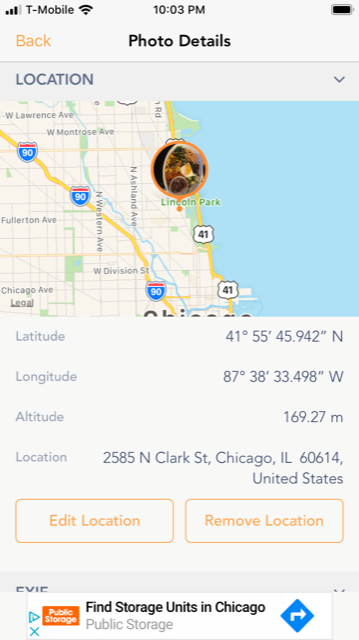 T-Mobile 10:03 PM
Back Photo Details
LOCATION
W Lawrence Ave
W Montrose Ave
90
90
N Western Ave
N Ashland Ave
Rd
Lincoln Park
Fullerton Ave
41
W Division St
Chicago Ave
90
41
Legal
Chicago
Latitude 41° 55' 45.942" N
Longitude 87° 38' 33.498" W
Altitude 169.27 m
Location 2585 N Clark St, Chicago, IL 60614,
United States
Edit Location Remove Location
EXIF
Public Storage
Find Storage Units in Chicago
Public Storage